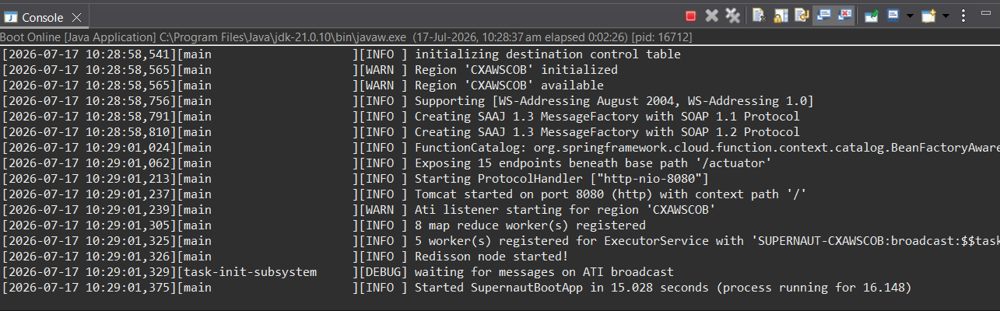 Console
Boot Online [Java Application] C:\Program Files\Java\jdk-21.0.10\bin\javaw.exe (17-Jul-2026, 10:28:37 am elapsed 0:02:26) [pid: 16712]
[2026-07-17 10:28:58,541][main                ][INFO ] initializing destination control table
[2026-07-17 10:28:58,565][main                ][WARN ] Region 'CXAWSCOB' initialized
[2026-07-17 10:28:58,565][main                ][WARN ] Region 'CXAWSCOB' available
[2026-07-17 10:28:58,756][main                ][INFO ] Supporting [WS-Addressing August 2004, WS-Addressing 1.0]
[2026-07-17 10:28:58,791][main                ][INFO ] Creating SAAJ 1.3 MessageFactory with SOAP 1.1 Protocol
[2026-07-17 10:28:58,810][main                ][INFO ] Creating SAAJ 1.3 MessageFactory with SOAP 1.2 Protocol
[2026-07-17 10:29:01,024][main                ][INFO ] FunctionCatalog: org.springframework.cloud.function.context.catalog.BeanFactoryAware
[2026-07-17 10:29:01,062][main                ][INFO ] Exposing 15 endpoints beneath base path '/actuator'
[2026-07-17 10:29:01,213][main                ][INFO ] Starting ProtocolHandler ["http-nio-8080"]
[2026-07-17 10:29:01,237][main                ][INFO ] Tomcat started on port 8080 (http) with context path '/'
[2026-07-17 10:29:01,239][main                ][WARN ] Ati listener starting for region 'CXAWSCOB'
[2026-07-17 10:29:01,305][main                ][INFO ] 8 map reduce worker(s) registered
[2026-07-17 10:29:01,325][main                ][INFO ] 5 worker(s) registered for ExecutorService with 'SUPERNAUT-CXAWSCOB:broadcast:$$task
[2026-07-17 10:29:01,326][main                ][INFO ] Redisson node started!
[2026-07-17 10:29:01,329][task-init-subsystem ][DEBUG] waiting for messages on ATI broadcast
[2026-07-17 10:29:01,375][main                ][INFO ] Started SupernautBootApp in 15.028 seconds (process running for 16.148)